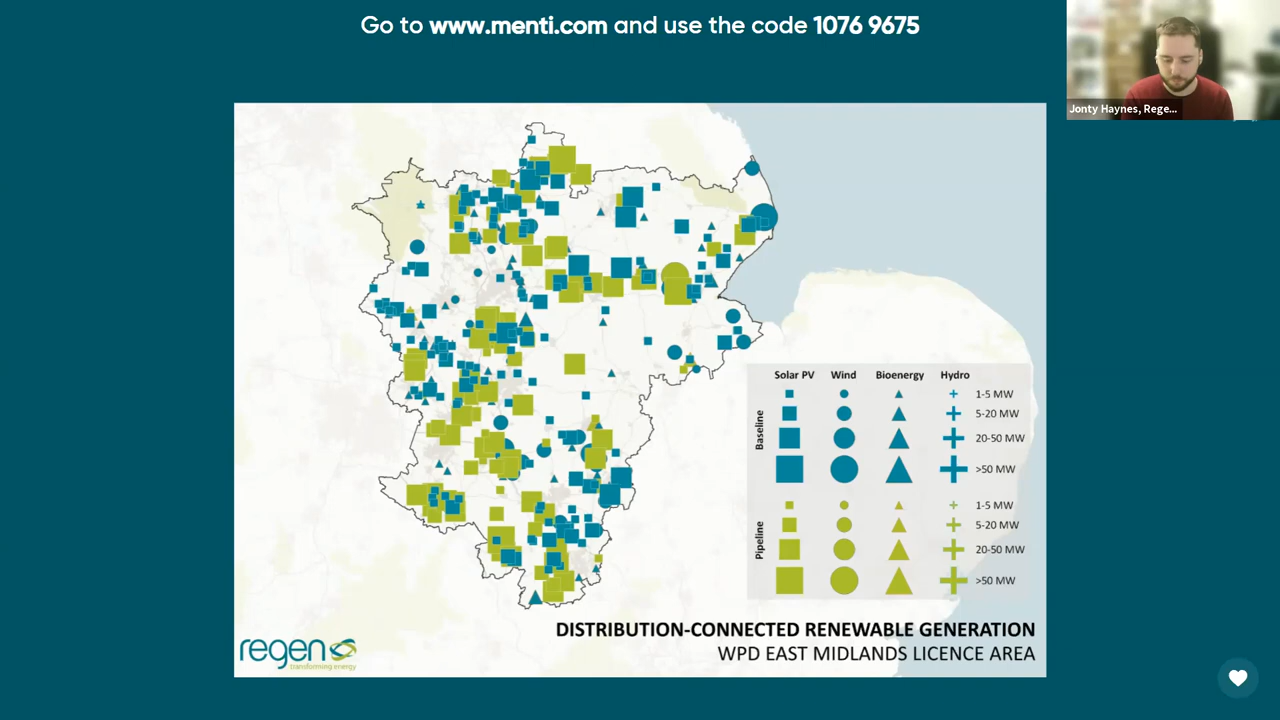 Go to www.menti.com and use the code 1076 9675
Jonty Haynes, Rege...
Solar PV Wind Bioenergy Hydro
Baseline
1-5 MW
5-20 MW
20-50 MW
>50 MW
Pipeline
1-5 MW
5-20 MW
20-50 MW
>50 MW
DISTRIBUTION-CONNECTED RENEWABLE GENERATION
WPD EAST MIDLANDS LICENCE AREA
regen
transforming energy